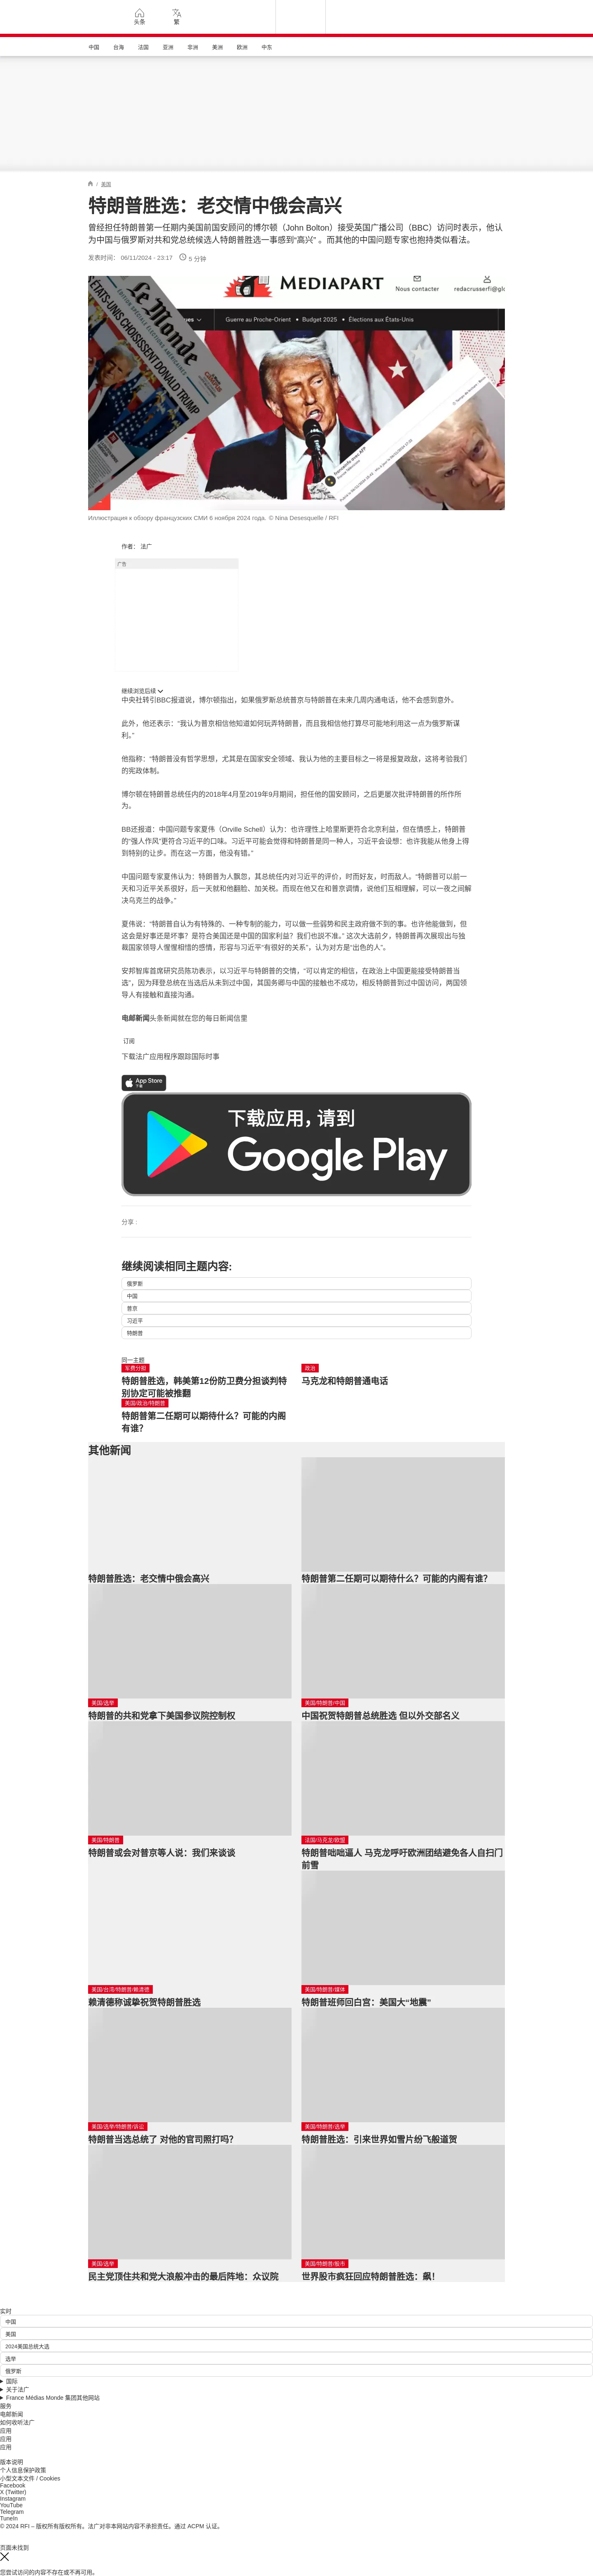 头条
繁
中国
台海
法国
亚洲
非洲
美洲
欧洲
中东
/ 美国
特朗普胜选：老交情中俄会高兴
曾经担任特朗普第一任期内美国前国安顾问的博尔顿（John Bolton）接受英国广播公司（BBC）访问时表示，他认
为中国与俄罗斯对共和党总统候选人特朗普胜选一事感到“高兴” 。而其他的中国问题专家也抱持类似看法。
发表时间： 06/11/2024 - 23:17
5 分钟
MEDIAPART
Nous contacter
redacrusserfi@glo
ques
Guerre au Proche-Orient • Budget 2025 • Élections aux États-Unis
Le Monde
UNIS CHOISISSENT DONALD TRUMP
Иллюстрация к обзору французских СМИ 6 ноября 2024 года. © Nina Desesquelle / RFI
作者： 法广
广告
继续浏览后续
中央社转引BBC报道说，博尔顿指出，如果俄罗斯总统普京与特朗普在未来几周内通电话，他不会感到意外。
此外，他还表示：“我认为普京相信他知道如何玩弄特朗普，而且我相信他打算尽可能地利用这一点为俄罗斯谋
利。”
他指称：“特朗普没有哲学思想，尤其是在国家安全领域、我认为他的主要目标之一将是报复政敌，这将考验我们
的宪政体制。
博尔顿在特朗普总统任内的2018年4月至2019年9月期间，担任他的国安顾问，之后更屡次批评特朗普的所作所
为。
BB还报道：中国问题专家夏伟（Orville Schell）认为：也许理性上哈里斯更符合北京利益，但在情感上，特朗普
的“强人作风”更符合习近平的口味。习近平可能会觉得和特朗普是同一种人，习近平会设想：也许我能从他身上得
到特别的让步。而在这一方面，他没有错。”
中国问题专家夏伟认为：特朗普为人飘忽，其总统任内对习近平的评价，时而好友，时而敌人。“特朗普可以前一
天和习近平关系很好，后一天就和他翻脸、加关税。而现在他又在和普京调情，说他们互相理解，可以一夜之间解
决乌克兰的战争。”
夏伟说：“特朗普自认为有特殊的、一种专制的能力，可以做一些弱势和民主政府做不到的事。也许他能做到，但
这会是好事还是坏事？是符合美国还是中国的国家利益？我们也说不准。” 这次大选前夕，特朗普再次展现出与独
裁国家领导人惺惺相惜的感情，形容与习近平“有很好的关系”，认为对方是“出色的人”。
安邦智库首席研究员陈功表示，以习近平与特朗普的交情，“可以肯定的相信，在政治上中国更能接受特朗普当
选”，因为拜登总统在当选后从未到过中国，其国务卿与中国的接触也不成功，相反特朗普到过中国访问，两国领
导人有接触和直接沟通。
电邮新闻头条新闻就在您的每日新闻信里
订阅
下载法广应用程序跟踪国际时事
App Store
下载
下载应用，请到
Google Play
分享 :
继续阅读相同主题内容:
俄罗斯
中国
普京
习近平
特朗普
同一主题
军费分担
特朗普胜选，韩美第12份防卫费分担谈判特
别协定可能被推翻
政治
马克龙和特朗普通电话
美国/政治/特朗普
特朗普第二任期可以期待什么？可能的内阁
有谁？
其他新闻
特朗普胜选：老交情中俄会高兴
特朗普第二任期可以期待什么？可能的内阁有谁？
美国/选举
特朗普的共和党拿下美国参议院控制权
美国/特朗普/中国
中国祝贺特朗普总统胜选 但以外交部名义
美国/特朗普
特朗普或会对普京等人说：我们来谈谈
法国/马克龙/欧盟
特朗普咄咄逼人 马克龙呼吁欧洲团结避免各人自扫门
前雪
美国/台湾/特朗普/赖清德
赖清德称诚挚祝贺特朗普胜选
美国/特朗普/媒体
特朗普班师回白宫：美国大“地震”
美国/选举/特朗普/诉讼
特朗普当选总统了 对他的官司照打吗？
美国/特朗普/选举
特朗普胜选：引来世界如雪片纷飞般道贺
美国/选举
民主党顶住共和党大浪般冲击的最后阵地：众议院
美国/特朗普/股市
世界股市疯狂回应特朗普胜选：飙！
实时
中国
美国
2024美国总统大选
选举
俄罗斯
国际
关于法广
France Médias Monde 集团其他网站
服务
电邮新闻
如何收听法广
应用
应用
应用
版本说明
个人信息保护政策
小型文本文件 / Cookies
Facebook
X (Twitter)
Instagram
YouTube
Telegram
TuneIn
© 2024 RFI – 版权所有版权所有。法广对非本网站内容不承担责任。通过 ACPM 认证。
页面未找到
您尝试访问的内容不存在或不再可用。